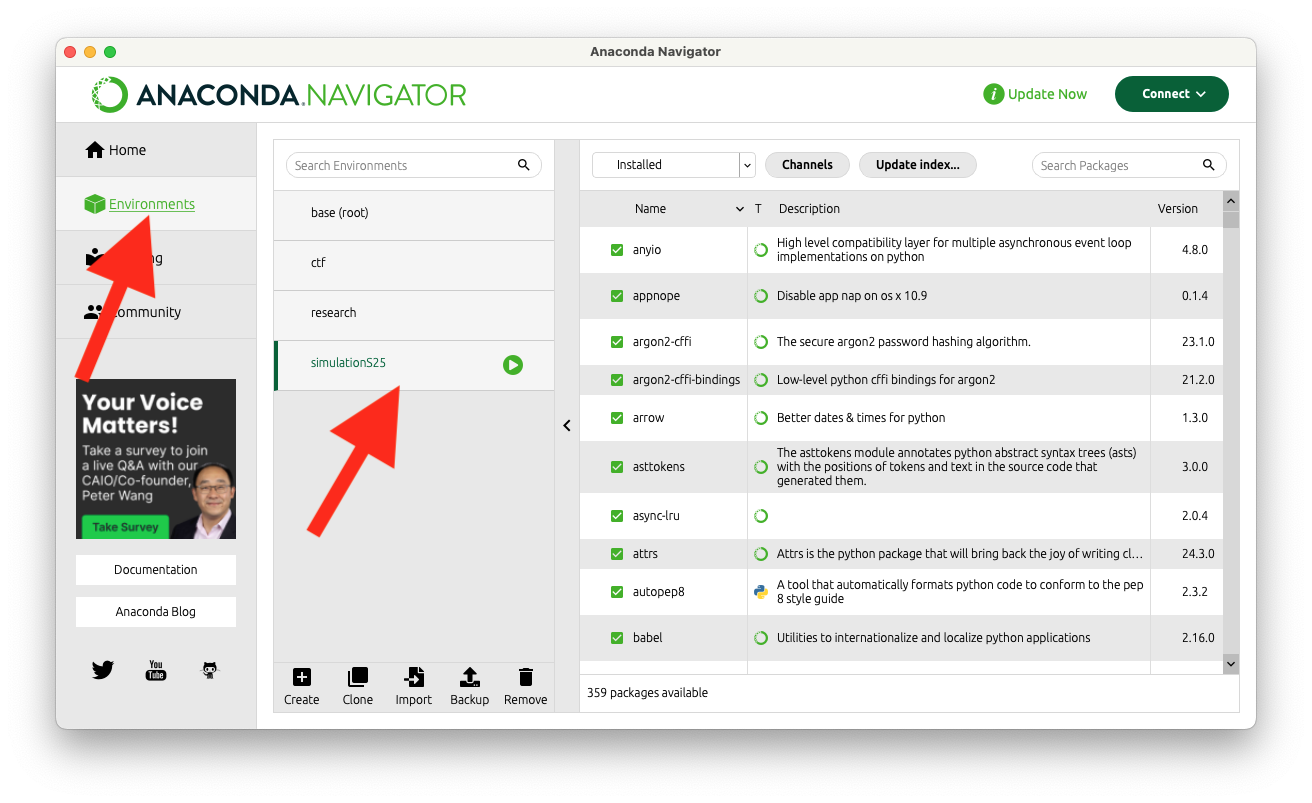 Anaconda Navigator
ANACONDA.NAVIGATOR
i Update Now
Connect
Home
Environments
ommunity
Your Voice
Matters!
Take a survey to join
a live Q&A with our
CAIO/Co-founder,
Peter Wang
Take Survey
Documentation
Anaconda Blog
You
Tube
Search Environments
base (root)
ctf
research
simulationS25
Create
Clone
Import
Backup
Remove
Installed
Channels
Update index...
Search Packages
Name T Description Version
anyio High level compatibility layer for multiple asynchronous event loop
implementations on python 4.8.0
appnope Disable app nap on os x 10.9 0.1.4
argon2-cffi The secure argon2 password hashing algorithm. 23.1.0
argon2-cffi-bindings Low-level python cffi bindings for argon2 21.2.0
arrow Better dates & times for python 1.3.0
asttokens The asttokens module annotates python abstract syntax trees (asts)
with the positions of tokens and text in the source code that
generated them. 3.0.0
async-lru 2.0.4
attrs Attrs is the python package that will bring back the joy of writing cl... 24.3.0
autopep8 A tool that automatically formats python code to conform to the pep
8 style guide 2.3.2
babel Utilities to internationalize and localize python applications 2.16.0
359 packages available